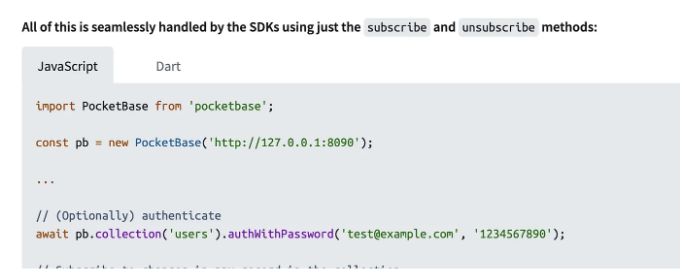 All of this is seamlessly handled by the SDKs using just the subscribe and unsubscribe methods:
JavaScript Dart
import PocketBase from 'pocketbase';
const pb = new PocketBase('http://127.0.0.1:8090');
...
// (Optionally) authenticate
await pb.collection('users').authWithPassword('test@example.com', '1234567890');